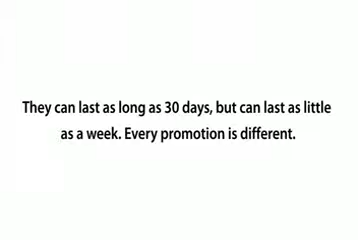 They can last as long as 30 days, but can last as little
as a week. Every promotion is different.